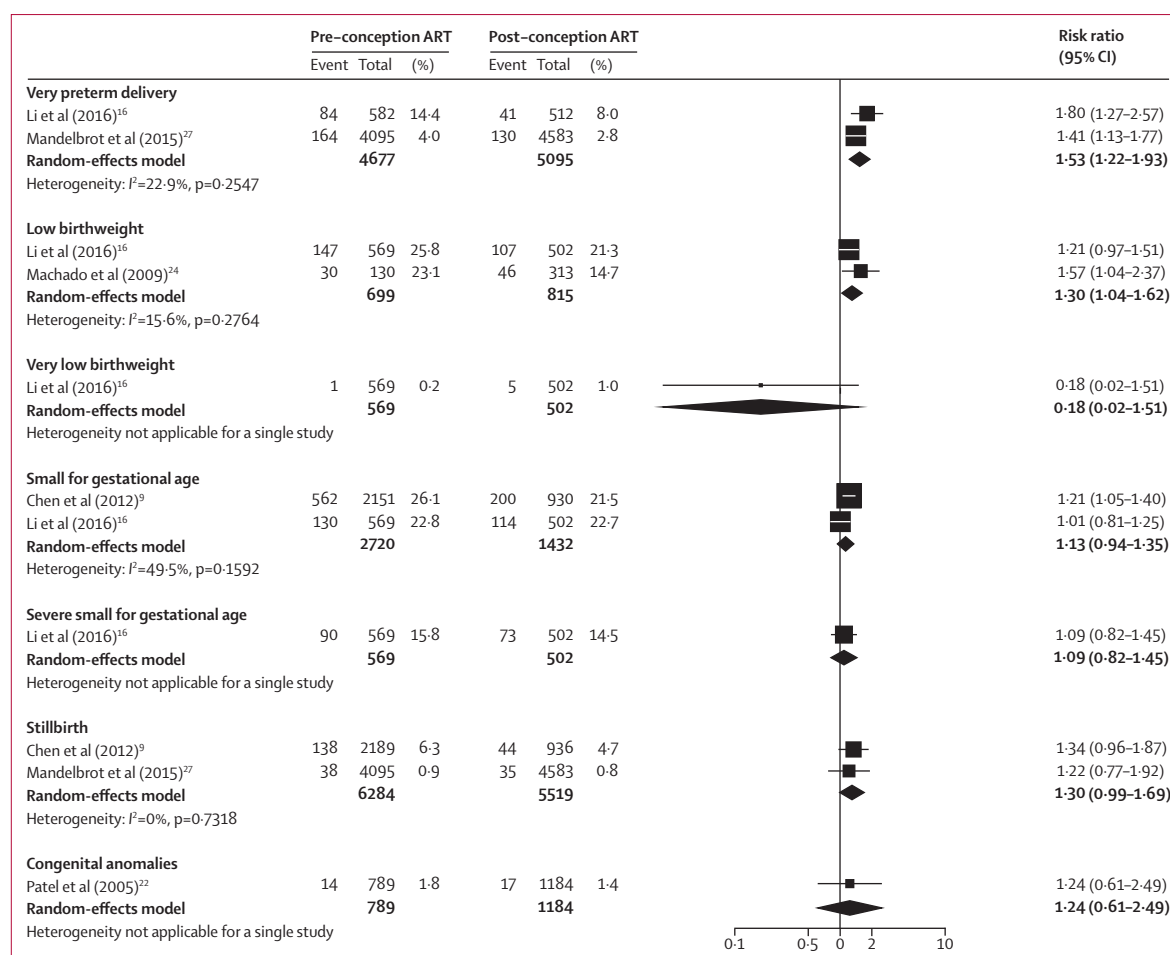 Pre–conception ART Post–conception ART Risk ratio (95% CI)
Event Total (%) Event Total (%)
Very preterm delivery
Li et al (2016)¹⁶ 84 582 14·4 41 512 8·0 1·80 (1·27–2·57)
Mandelbrot et al (2015)²⁷ 164 4095 4·0 130 4583 2·8 1·41 (1·13–1·77)
Random-effects model 4677 5095 1·53 (1·22–1·93)
Heterogeneity: I²=22·9%, p=0·2547
Low birthweight
Li et al (2016)¹⁶ 147 569 25·8 107 502 21·3 1·21 (0·97–1·51)
Machado et al (2009)²⁴ 30 130 23·1 46 313 14·7 1·57 (1·04–2·37)
Random-effects model 699 815 1·30 (1·04–1·62)
Heterogeneity: I²=15·6%, p=0·2764
Very low birthweight
Li et al (2016)¹⁶ 1 569 0·2 5 502 1·0 0·18 (0·02–1·51)
Random-effects model 569 502 0·18 (0·02–1·51)
Heterogeneity not applicable for a single study
Small for gestational age
Chen et al (2012)⁹ 562 2151 26·1 200 930 21·5 1·21 (1·05–1·40)
Li et al (2016)¹⁶ 130 569 22·8 114 502 22·7 1·01 (0·81–1·25)
Random-effects model 2720 1432 1·13 (0·94–1·35)
Heterogeneity: I²=49·5%, p=0·1592
Severe small for gestational age
Li et al (2016)¹⁶ 90 569 15·8 73 502 14·5 1·09 (0·82–1·45)
Random-effects model 569 502 1·09 (0·82–1·45)
Heterogeneity not applicable for a single study
Stillbirth
Chen et al (2012)⁹ 138 2189 6·3 44 936 4·7 1·34 (0·96–1·87)
Mandelbrot et al (2015)²⁷ 38 4095 0·9 35 4583 0·8 1·22 (0·77–1·92)
Random-effects model 6284 5519 1·30 (0·99–1·69)
Heterogeneity: I²=0%, p=0·7318
Congenital anomalies
Patel et al (2005)²² 14 789 1·8 17 1184 1·4 1·24 (0·61–2·49)
Random-effects model 789 1184 1·24 (0·61–2·49)
Heterogeneity not applicable for a single study
0·1 0·5 0 2 10